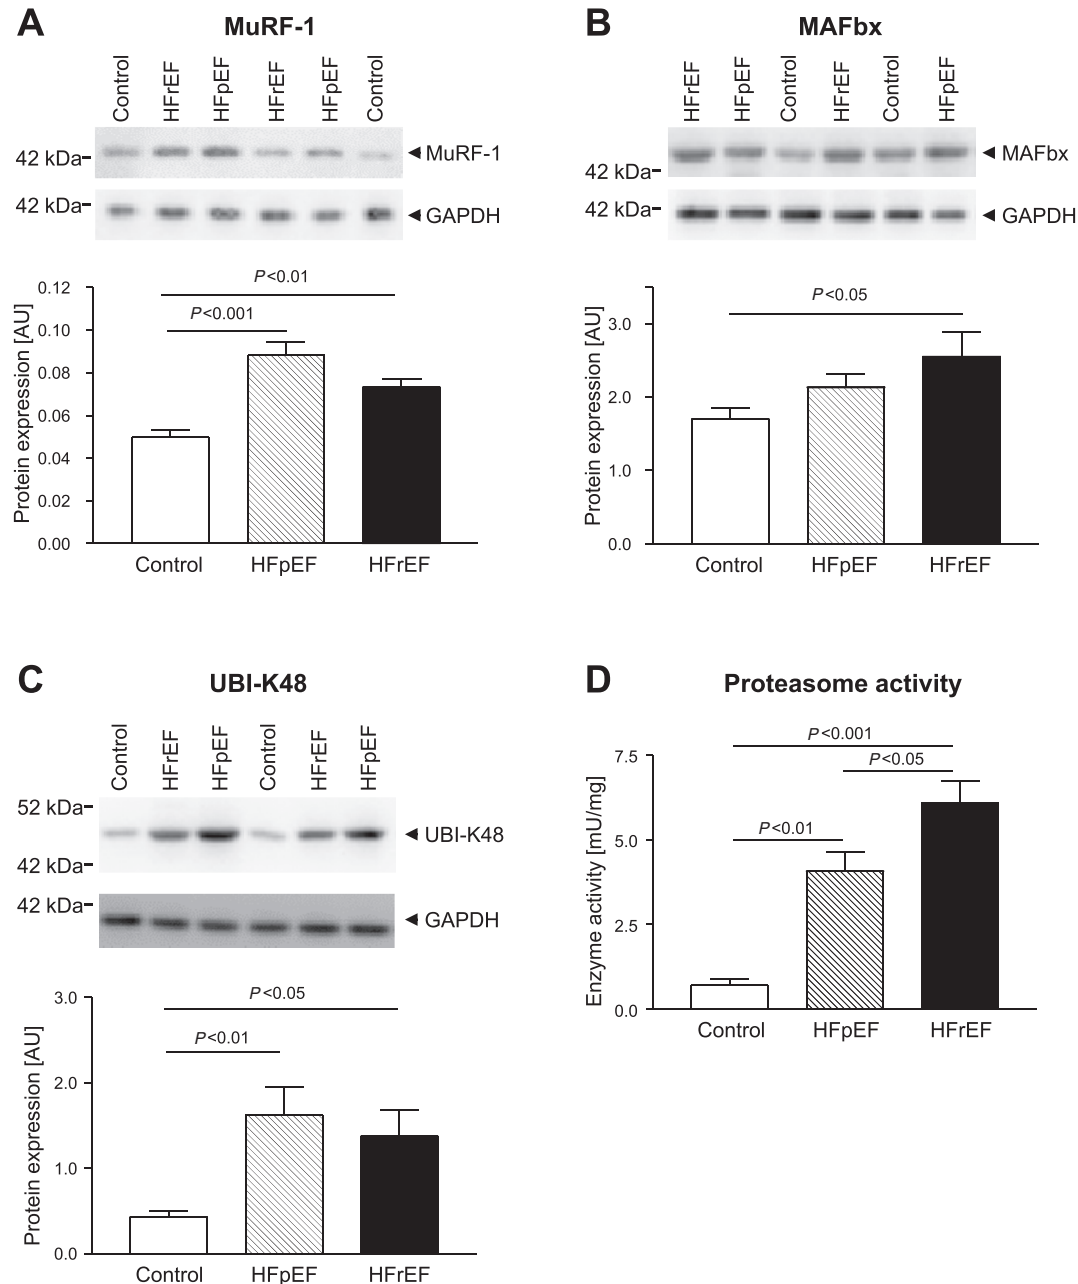 A
MuRF-1
Control
HFrEF
HFpEF
HFrEF
HFpEF
Control
42 kDa
MuRF-1
42 kDa
GAPDH
Protein expression [AU]
0.12
0.10
0.08
0.06
0.04
0.02
0.00
P<0.01
P<0.001
Control
HFpEF
HFrEF
B
MAFbx
HFrEF
HFpEF
Control
HFrEF
Control
HFpEF
MAFbx
42 kDa
42 kDa
GAPDH
Protein expression [AU]
3.0
2.0
1.0
0.0
P<0.05
Control
HFpEF
HFrEF
C
UBI-K48
Control
HFrEF
HFpEF
Control
HFrEF
HFpEF
52 kDa
UBI-K48
42 kDa
42 kDa
GAPDH
Protein expression [AU]
3.0
2.0
1.0
0.0
P<0.05
P<0.01
Control
HFpEF
HFrEF
D
Proteasome activity
Enzyme activity [mU/mg]
7.5
5.0
2.5
0.0
P<0.001
P<0.05
P<0.01
Control
HFpEF
HFrEF